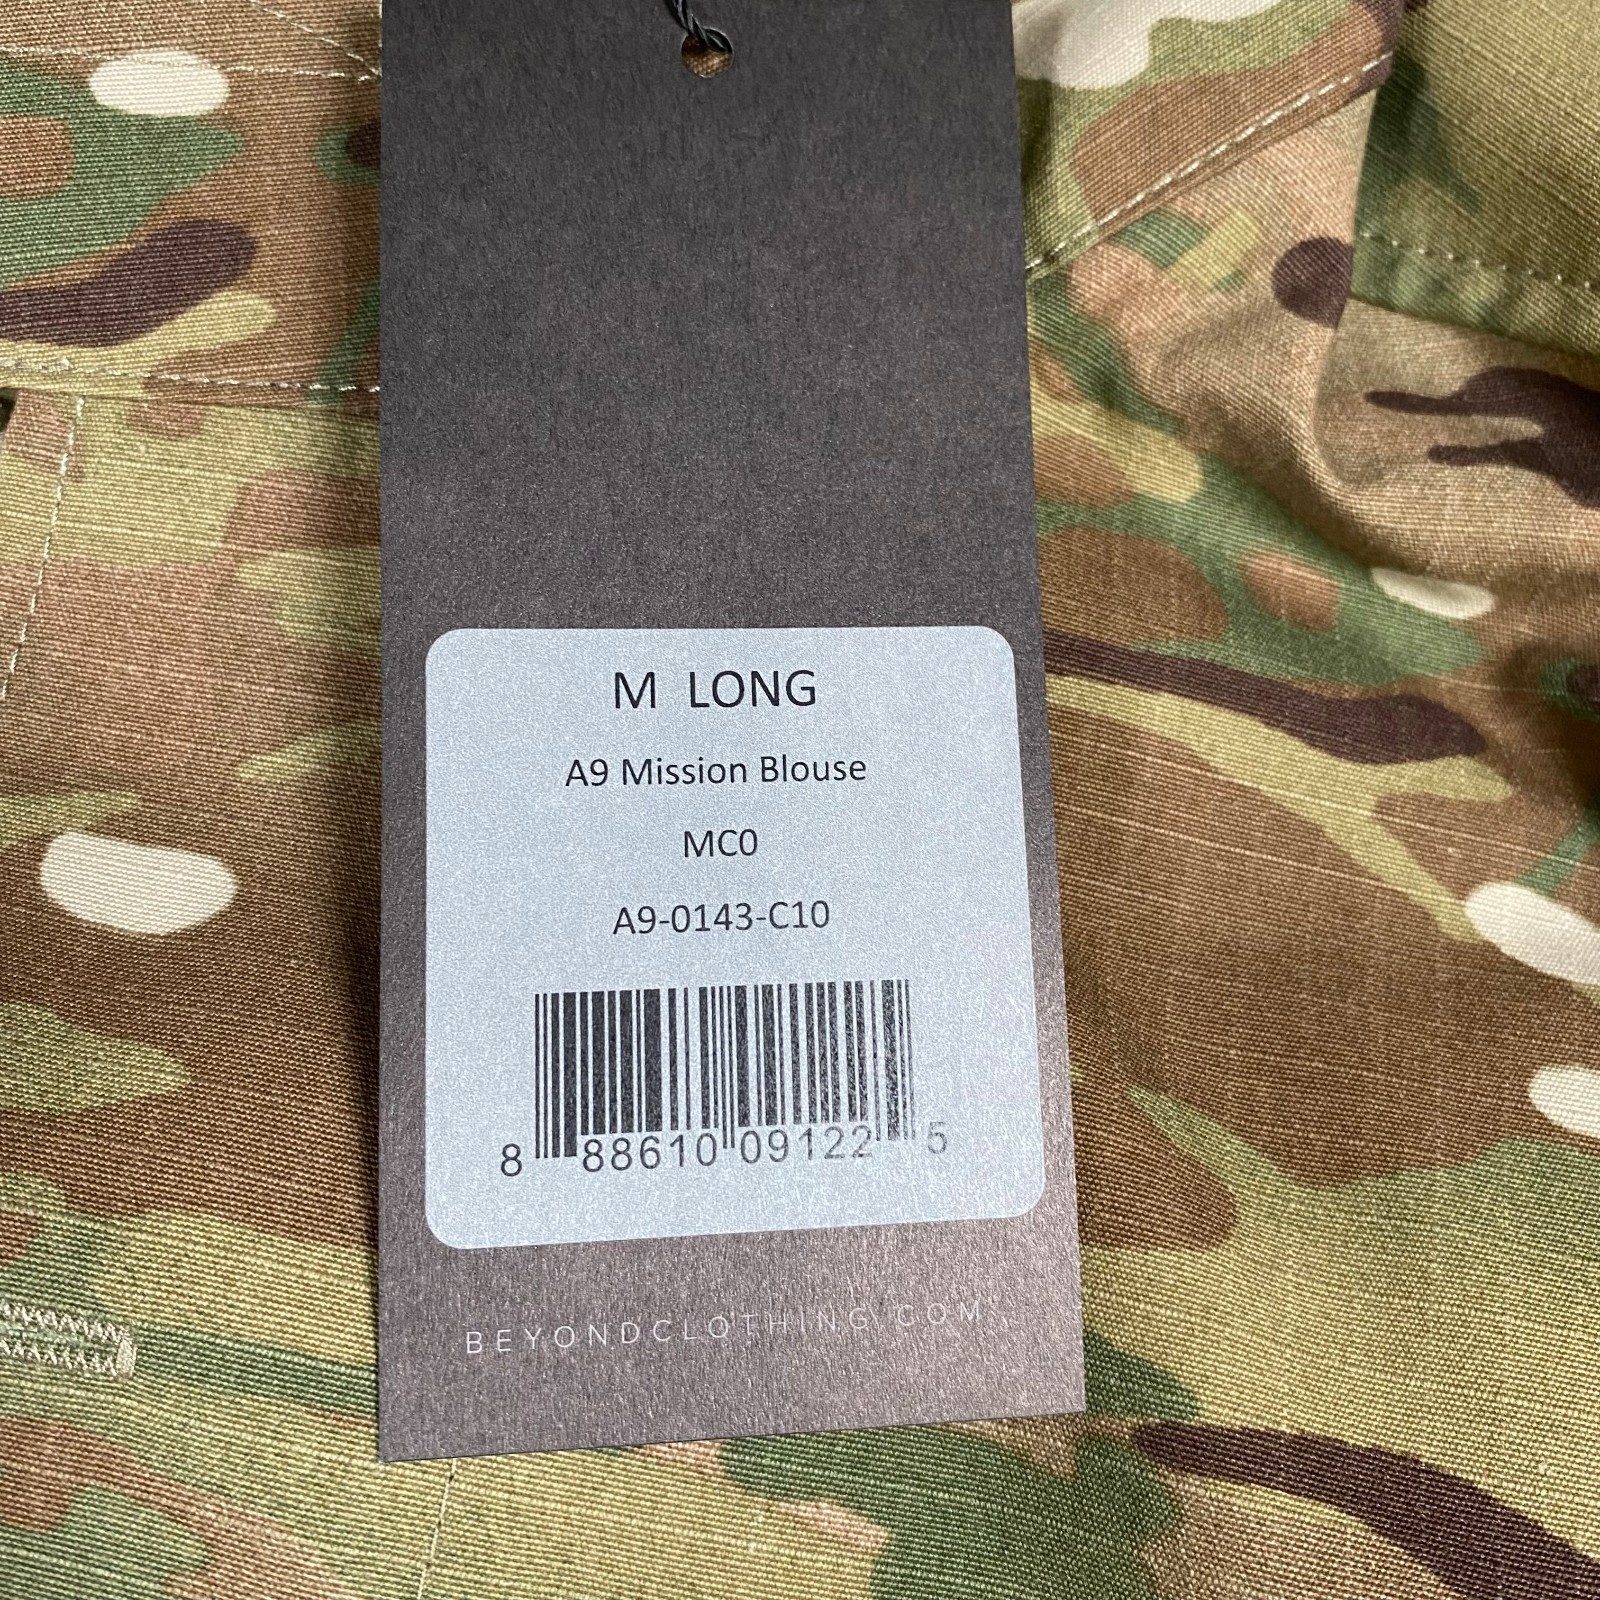 M LONG
A9 Mission Blouse
MC0
A9-0143-C10
8 88610 09122 5
BEYONDCLOTHING.COM